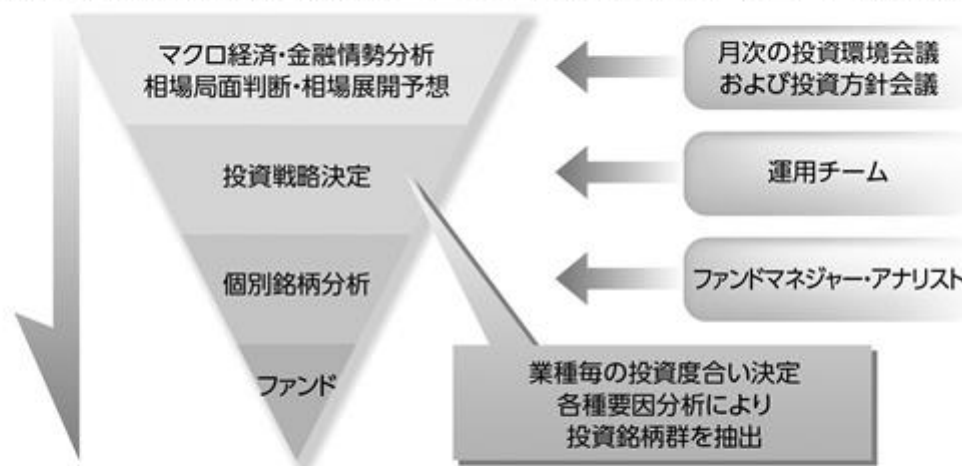 マクロ経済・金融情勢分析
相場局面判断・相場展開予想
月次の投資環境会議
および投資方針会議
投資戦略決定
運用チーム
個別銘柄分析
ファンドマネジャー・アナリスト
ファンド
業種毎の投資度合い決定
各種要因分析により
投資銘柄群を抽出